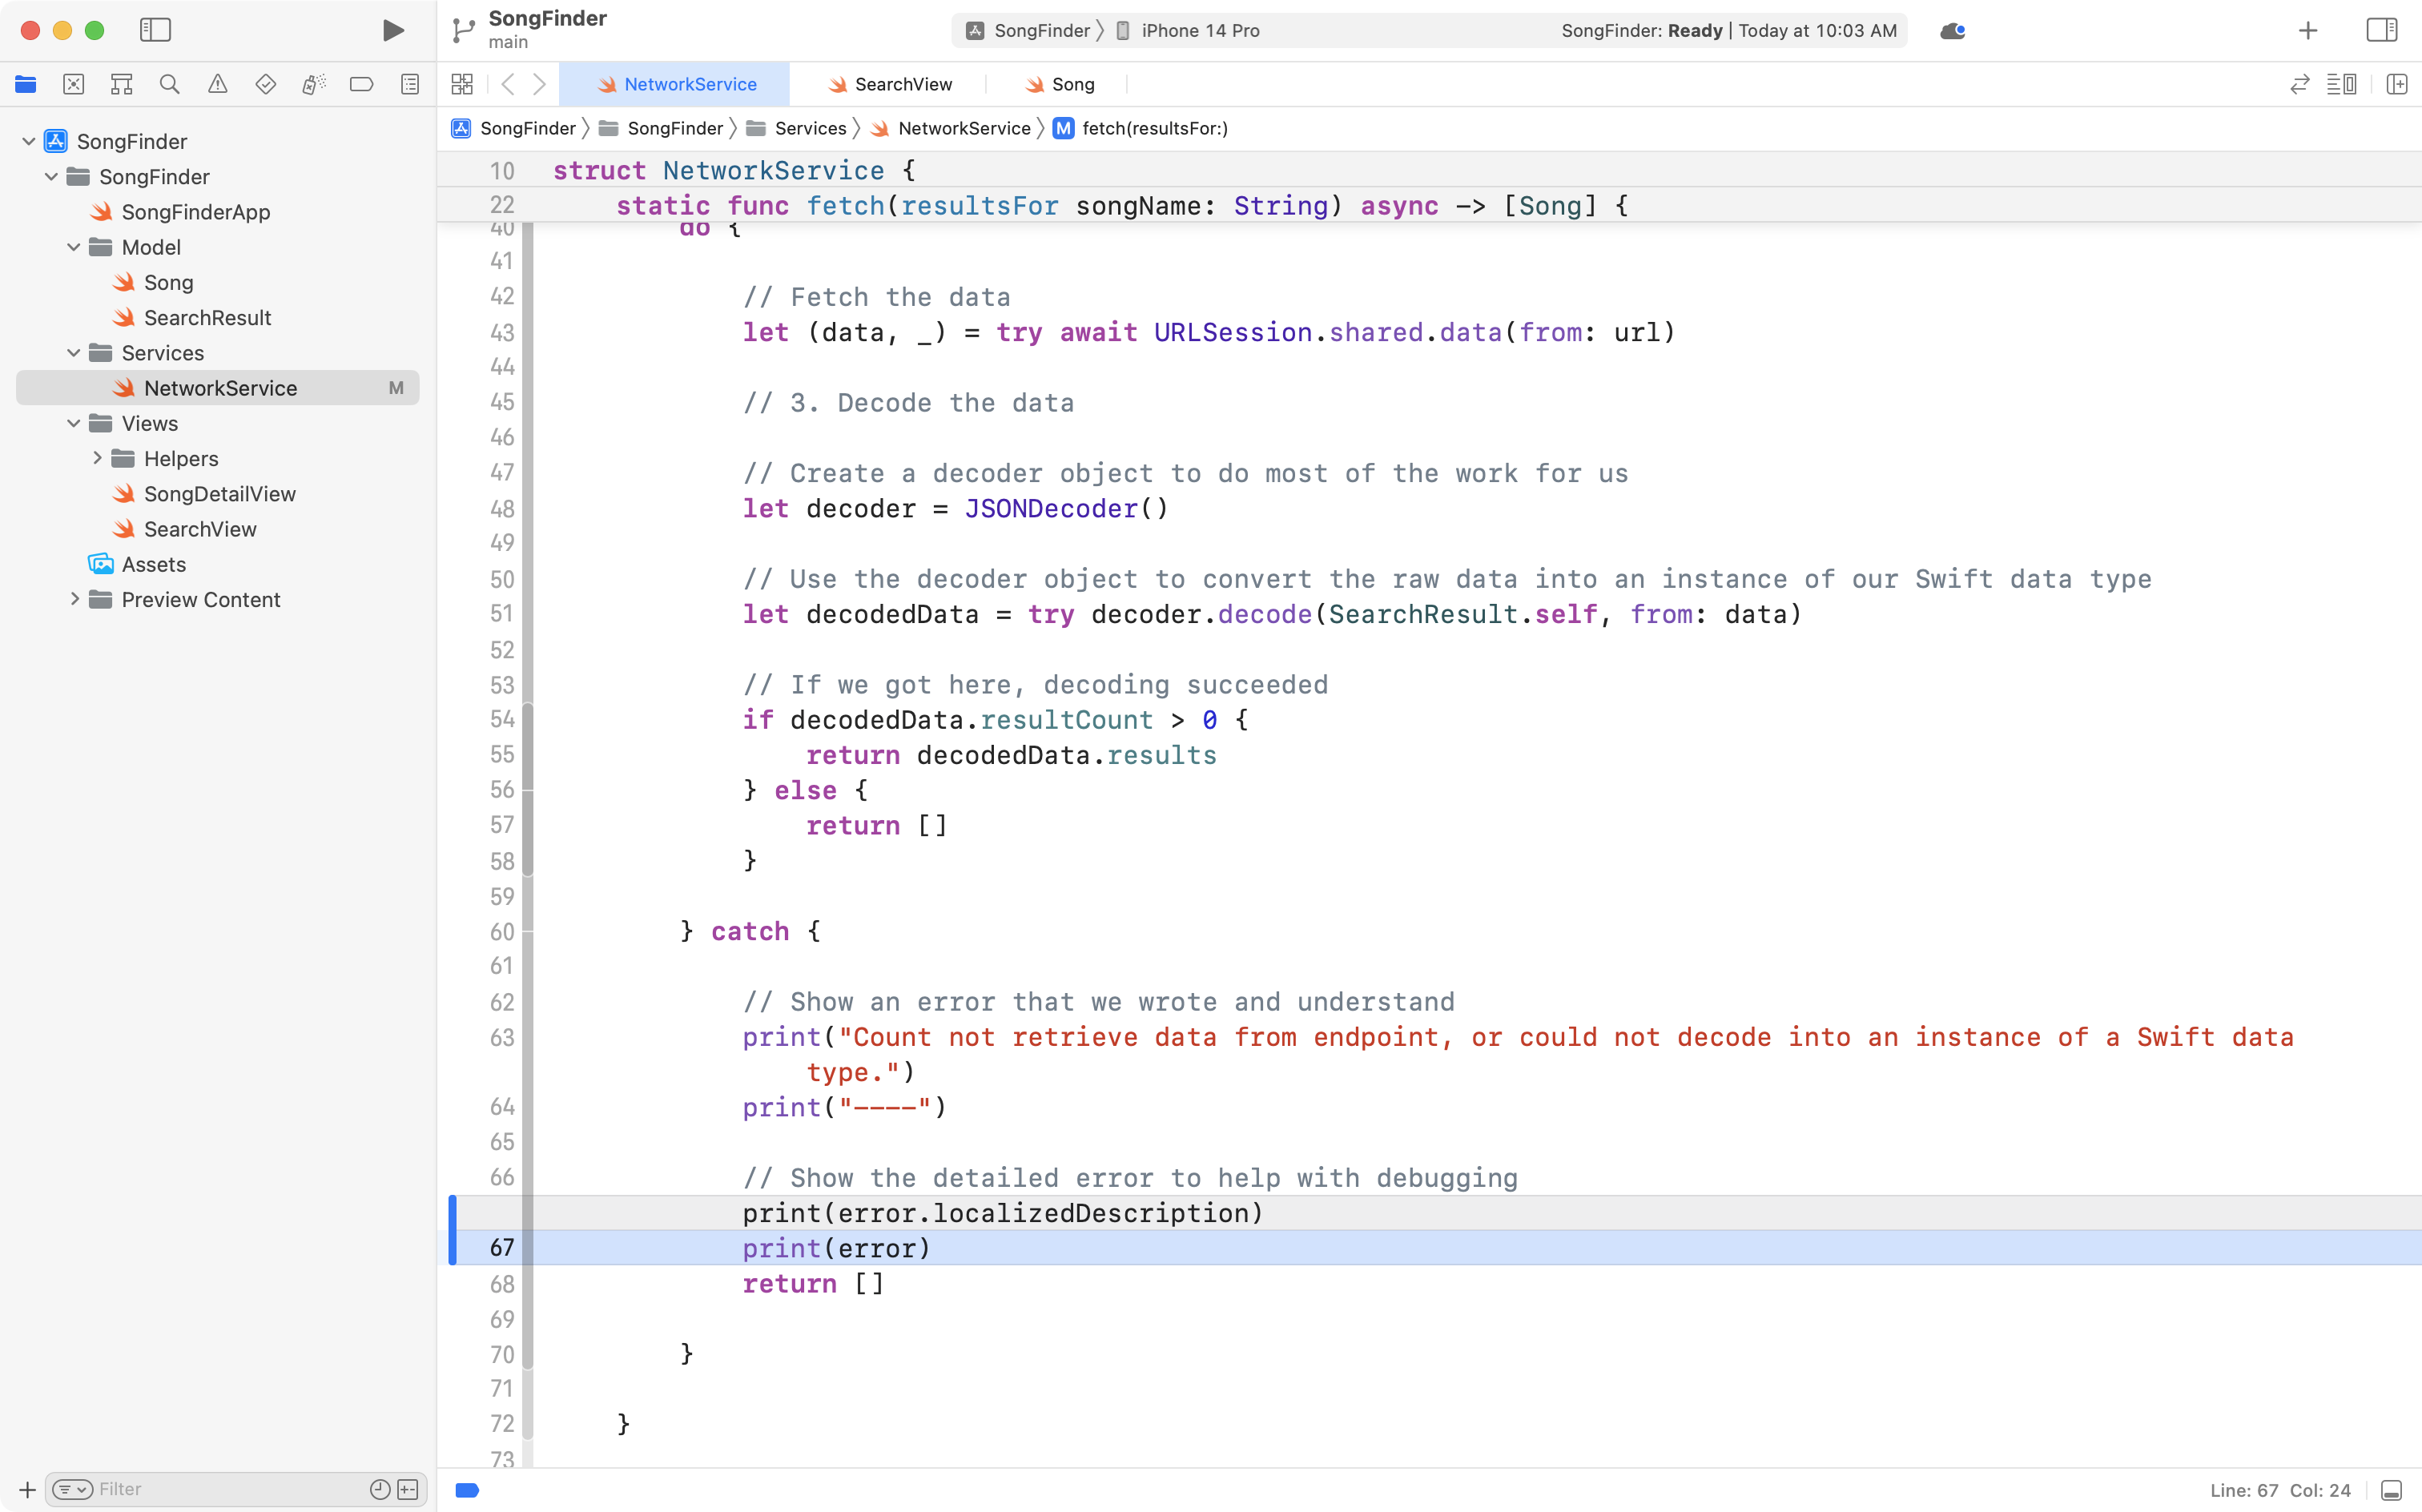 SongFinder
main
SongFinder
iPhone 14 Pro
SongFinder: Ready | Today at 10:03 AM
NetworkService
SearchView
Song
SongFinder
SongFinder
Services
NetworkService
M
fetch(resultsFor:)
SongFinder
SongFinder
SongFinderApp
Model
Song
SearchResult
Services
NetworkService M
Views
Helpers
SongDetailView
SearchView
Assets
Preview Content
Filter
10 struct NetworkService {
22 static func fetch(resultsFor songName: String) async -> [Song] {
40 do {
41
42 // Fetch the data
43 let (data, _) = try await URLSession.shared.data(from: url)
44
45 // 3. Decode the data
46
47 // Create a decoder object to do most of the work for us
48 let decoder = JSONDecoder()
49
50 // Use the decoder object to convert the raw data into an instance of our Swift data type
51 let decodedData = try decoder.decode(SearchResult.self, from: data)
52
53 // If we got here, decoding succeeded
54 if decodedData.resultCount > 0 {
55 return decodedData.results
56 } else {
57 return []
58 }
59
60 } catch {
61
62 // Show an error that we wrote and understand
63 print("Count not retrieve data from endpoint, or could not decode into an instance of a Swift data
type.")
64 print("----")
65
66 // Show the detailed error to help with debugging
print(error.localizedDescription)
67 print(error)
68 return []
69
70 }
71
72 }
73
Line: 67 Col: 24